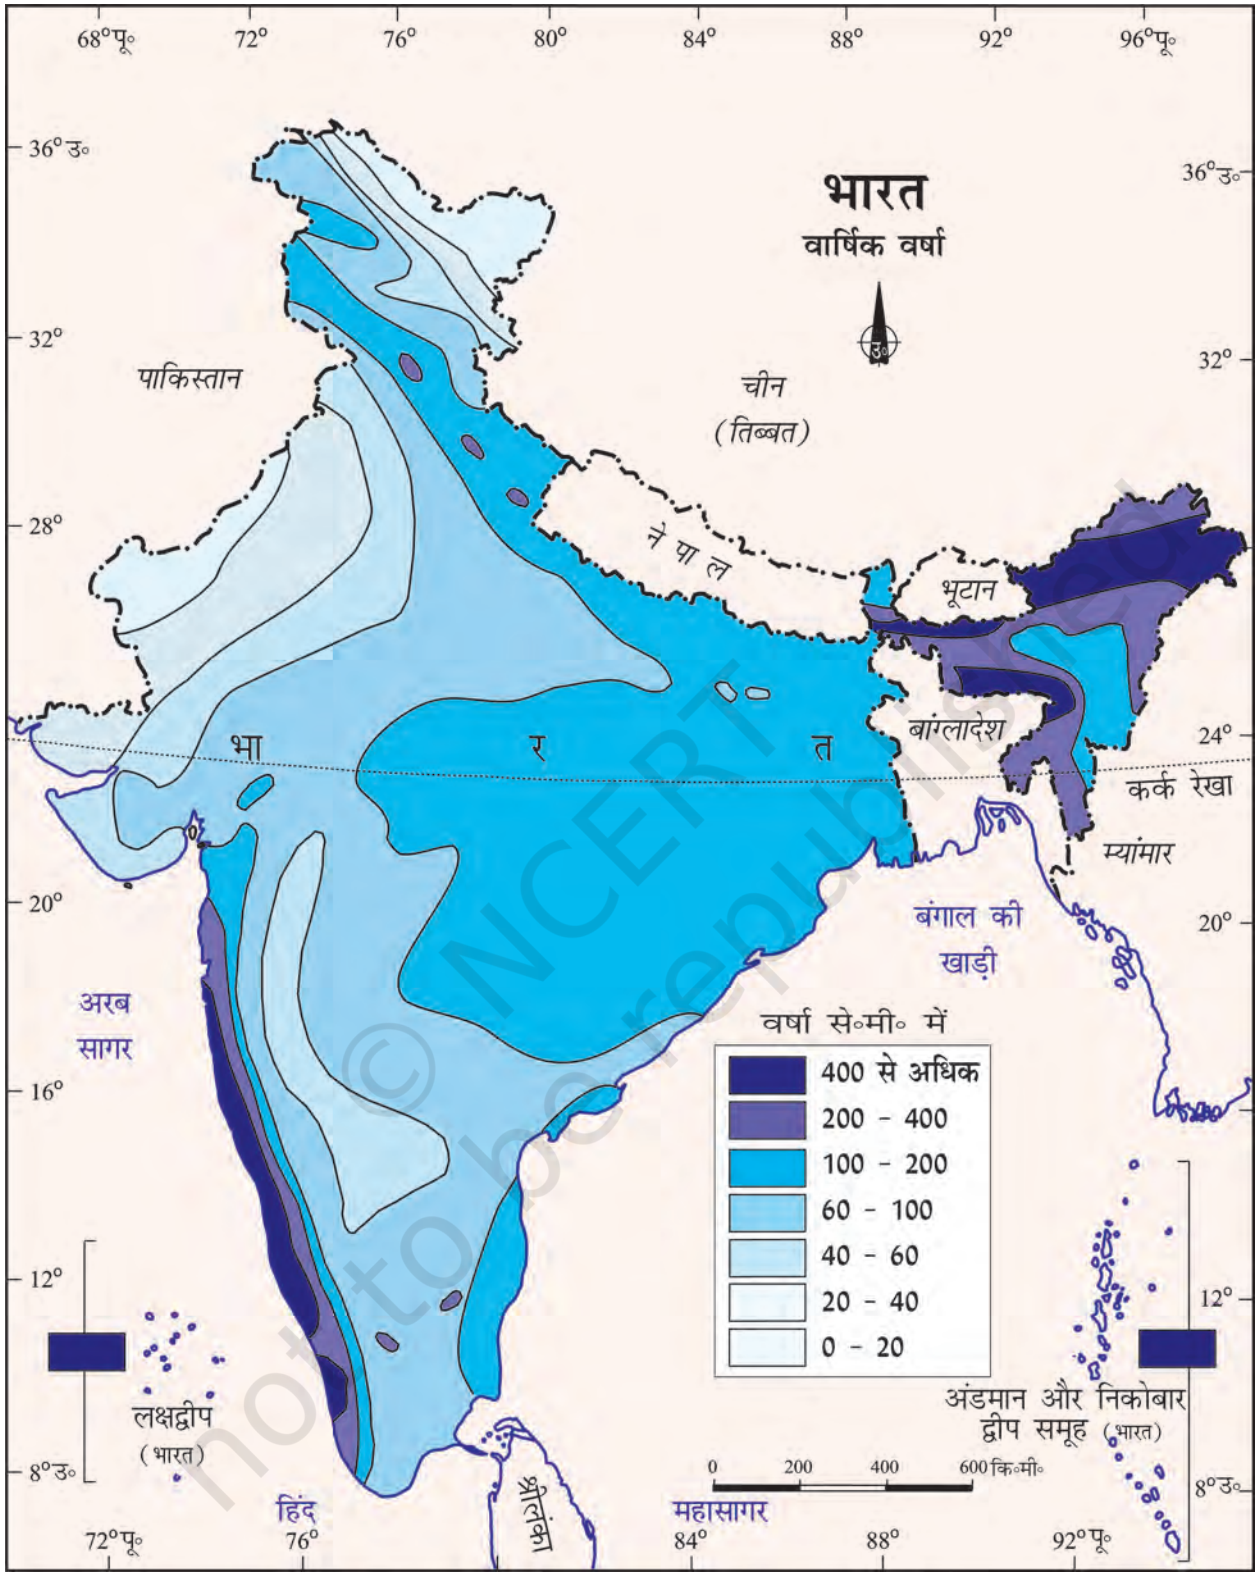 68°पू॰ 72° 76° 80° 84° 88° 92° 96°पू॰
36°उ॰
36°उ॰
भारत
वार्षिक वर्षा
उ॰
32°
32°
पाकिस्तान
चीन
(तिब्बत)
28°
28°
नेपाल
भूटान
बांग्लादेश
भा र त
24°
कर्क रेखा
म्यांमार
20°
20°
बंगाल की
खाड़ी
अरब
सागर
वर्षा से॰मी॰ में
400 से अधिक
200 - 400
100 - 200
60 - 100
40 - 60
20 - 40
0 - 20
16°
12°
12°
लक्षद्वीप
(भारत)
अंडमान और निकोबार
द्वीप समूह (भारत)
0 200 400 600 कि॰मी॰
8°उ॰
8°उ॰
हिंद
महासागर
श्रीलंका
72°पू॰ 76° 84° 88° 92°पू॰
© NCERT
not to be republished